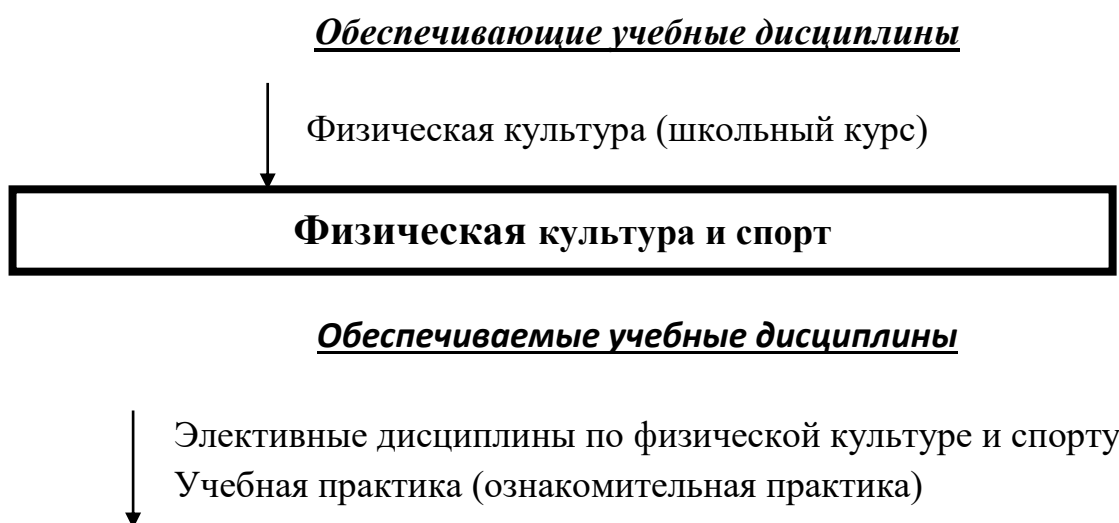 Обеспечивающие учебные дисциплины
Физическая культура (школьный курс)
Физическая культура и спорт
Обеспечиваемые учебные дисциплины
Элективные дисциплины по физической культуре и спорту
Учебная практика (ознакомительная практика)